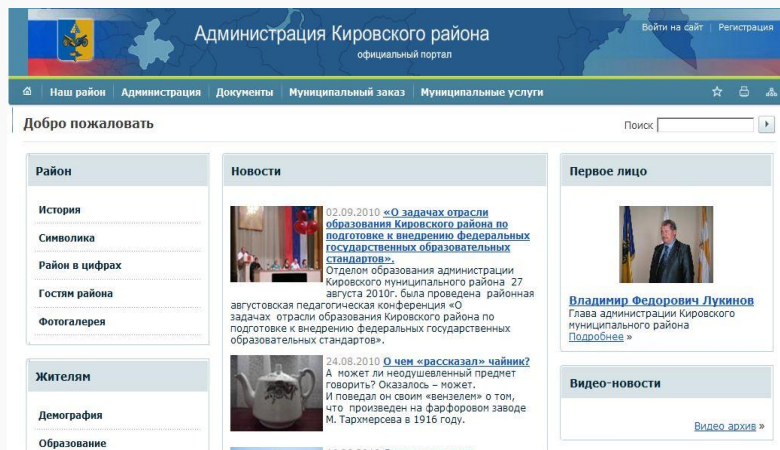 Администрация Кировского района
официальный портал
Войти на сайт | Регистрация
Наш район | Администрация | Документы | Муниципальный заказ | Муниципальные услуги
Добро пожаловать
Поиск
Район
История
Символика
Район в цифрах
Гостям района
Фотогалерея
Жителям
Демография
Образование
Новости
02.09.2010 «О задачах отрасли
образования Кировского района по
подготовке к внедрению федеральных
государственных образовательных
стандартов».
Отделом образования администрации
Кировского муниципального района 27
августа 2010г. была проведена районная
августовская педагогическая конференция «О
задачах отрасли образования Кировского района по
подготовке к внедрению федеральных государственных
образовательных стандартов».
24.08.2010 О чем «рассказал» чайник?
А может ли неодушевленный предмет
говорить? Оказалось – может.
И поведал он своим «вензелем» о том,
что произведен на фарфоровом заводе
М. Тархмерсева в 1916 году.
Первое лицо
Владимир Федорович Лукинов
Глава администрации Кировского
муниципального района
Подробнее »
Видео-новости
Видео архив »